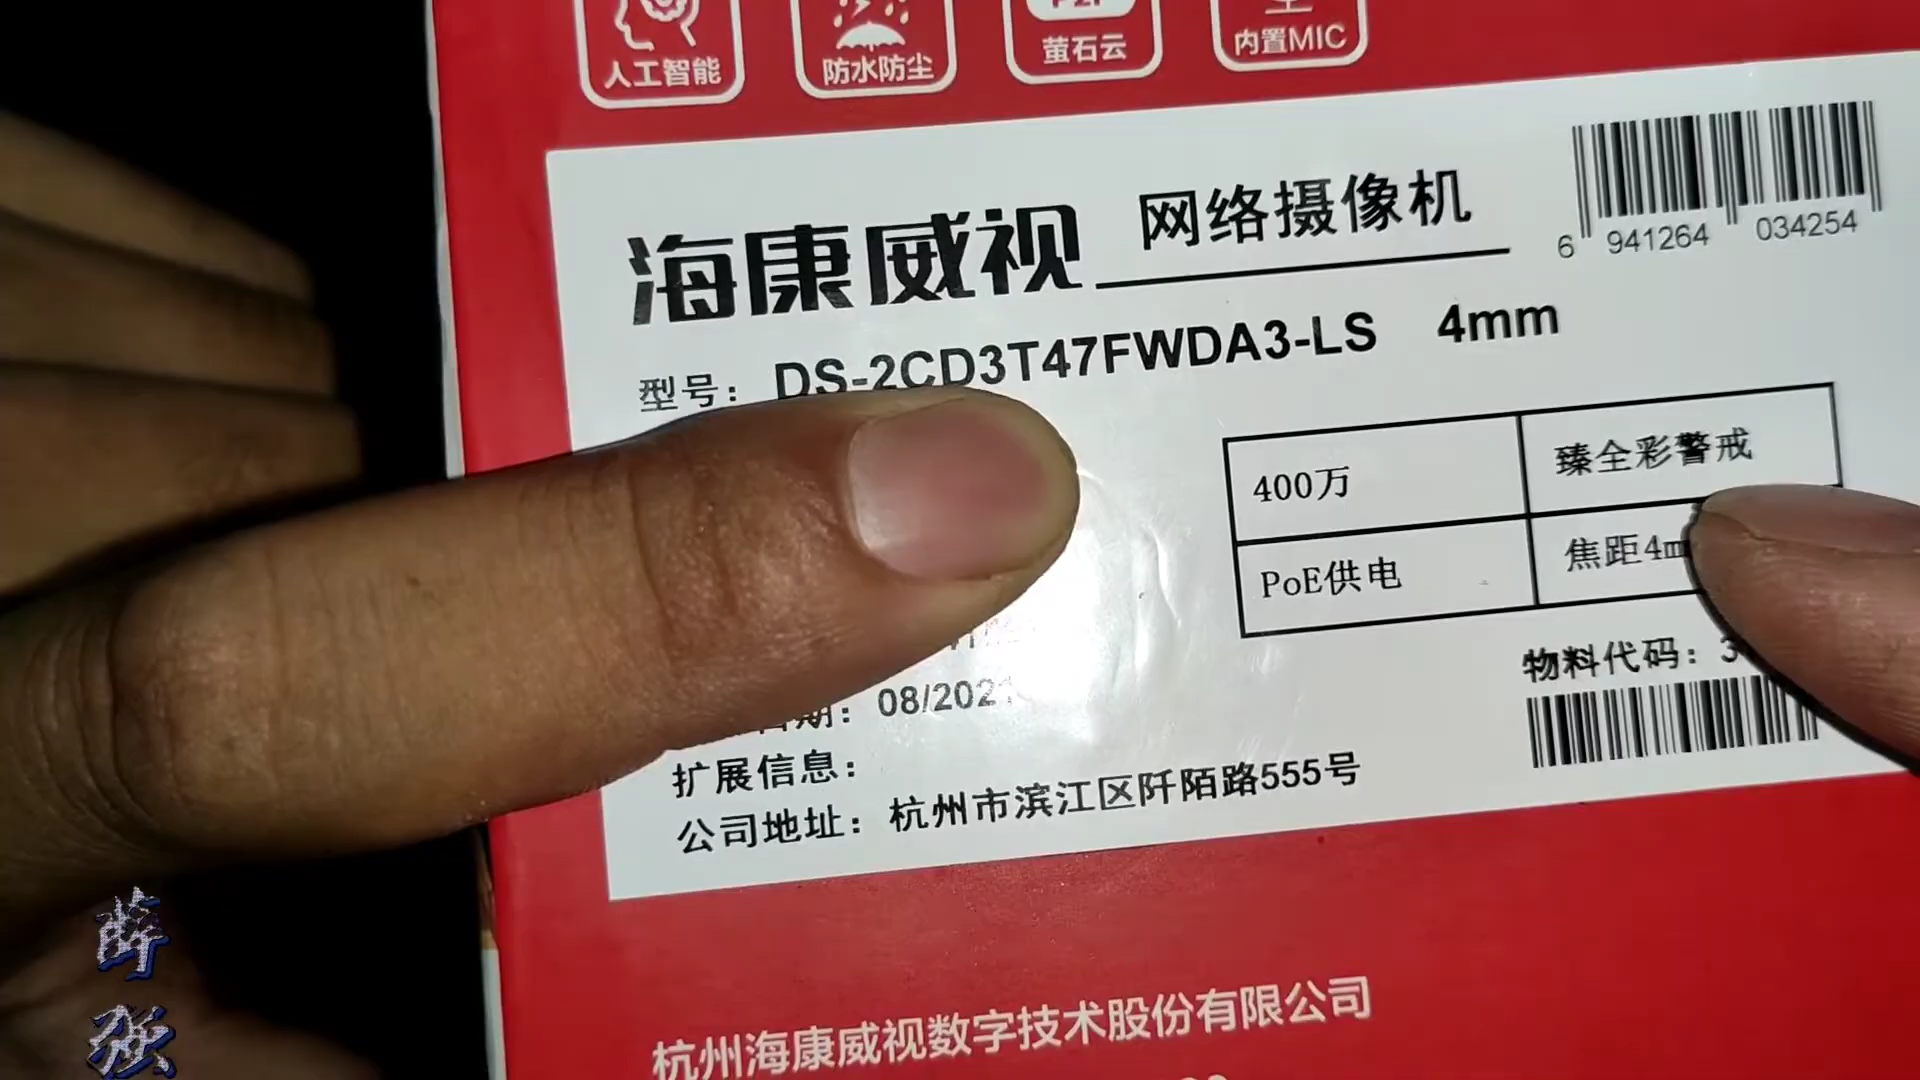 人工智能
防水防尘
萤石云
内置MIC
海康威视 网络摄像机
6 941264 034254
型号: DS-2CD3T47FWDA3-LS 4mm
400万
臻全彩警戒
PoE供电
焦距4m
物料代码: 3
期: 08/202
扩展信息:
公司地址: 杭州市滨江区阡陌路555号
杭州海康威视数字技术股份有限公司
薛
强